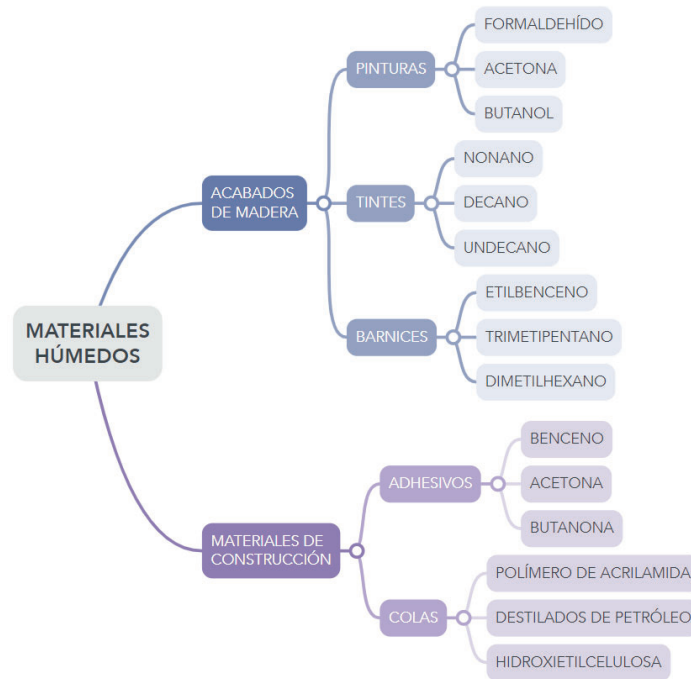 MATERIALES
HÚMEDOS
ACABADOS
DE MADERA
PINTURAS
FORMALDEHÍDO
ACETONA
BUTANOL
TINTES
NONANO
DECANO
UNDECANO
BARNICES
ETILBENCENO
TRIMETIPENTANO
DIMETILHEXANO
MATERIALES DE
CONSTRUCCIÓN
ADHESIVOS
BENCENO
ACETONA
BUTANONA
COLAS
POLÍMERO DE ACRILAMIDA
DESTILADOS DE PETRÓLEO
HIDROXIETILCELULOSA